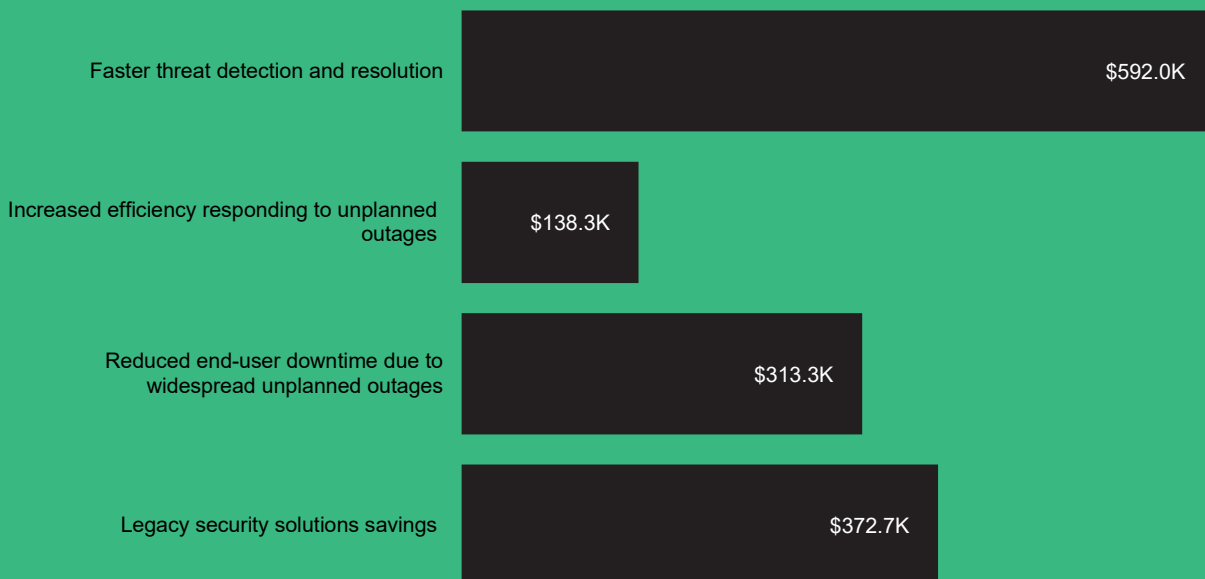 Faster threat detection and resolution
$592.0K
Increased efficiency responding to unplanned
outages
$138.3K
Reduced end-user downtime due to
widespread unplanned outages
$313.3K
Legacy security solutions savings
$372.7K